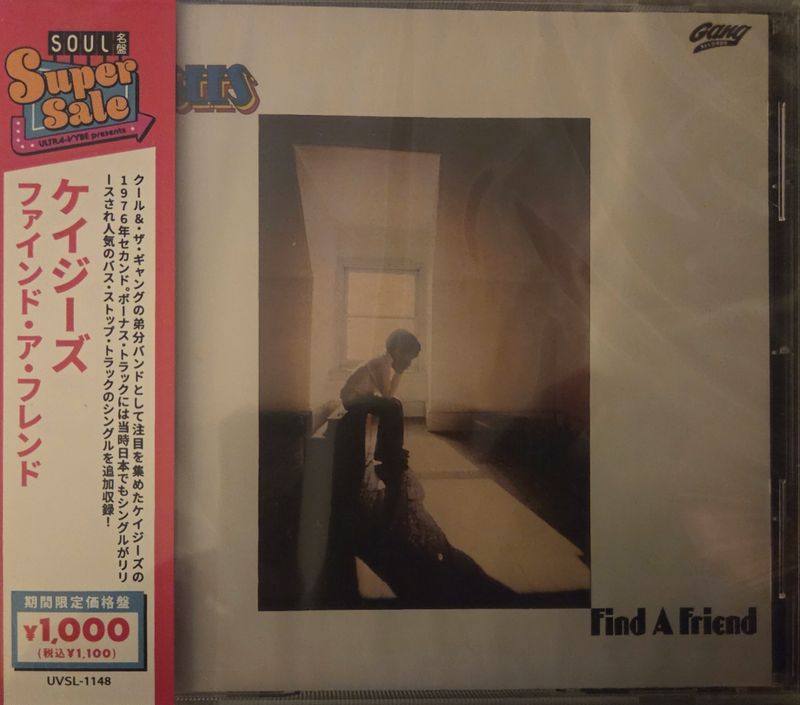 SOUL名盤
Super
Sale
ULTRA-VYBE presents
ケイジーズ
ファインド・ア・フレンド
クール&・ザ・ギャングの弟分バンドとして注目を集めたケイジーズの
1976年セカンド。ボーナス・トラックには当時日本でもシングルがリリ
ースされ人気のバス・ストップ・トラックのシングルを追加収録!
期間限定価格盤
¥1,000
(税込¥1,100)
UVSL-1148
Gang
RECORDS
Find A Friend